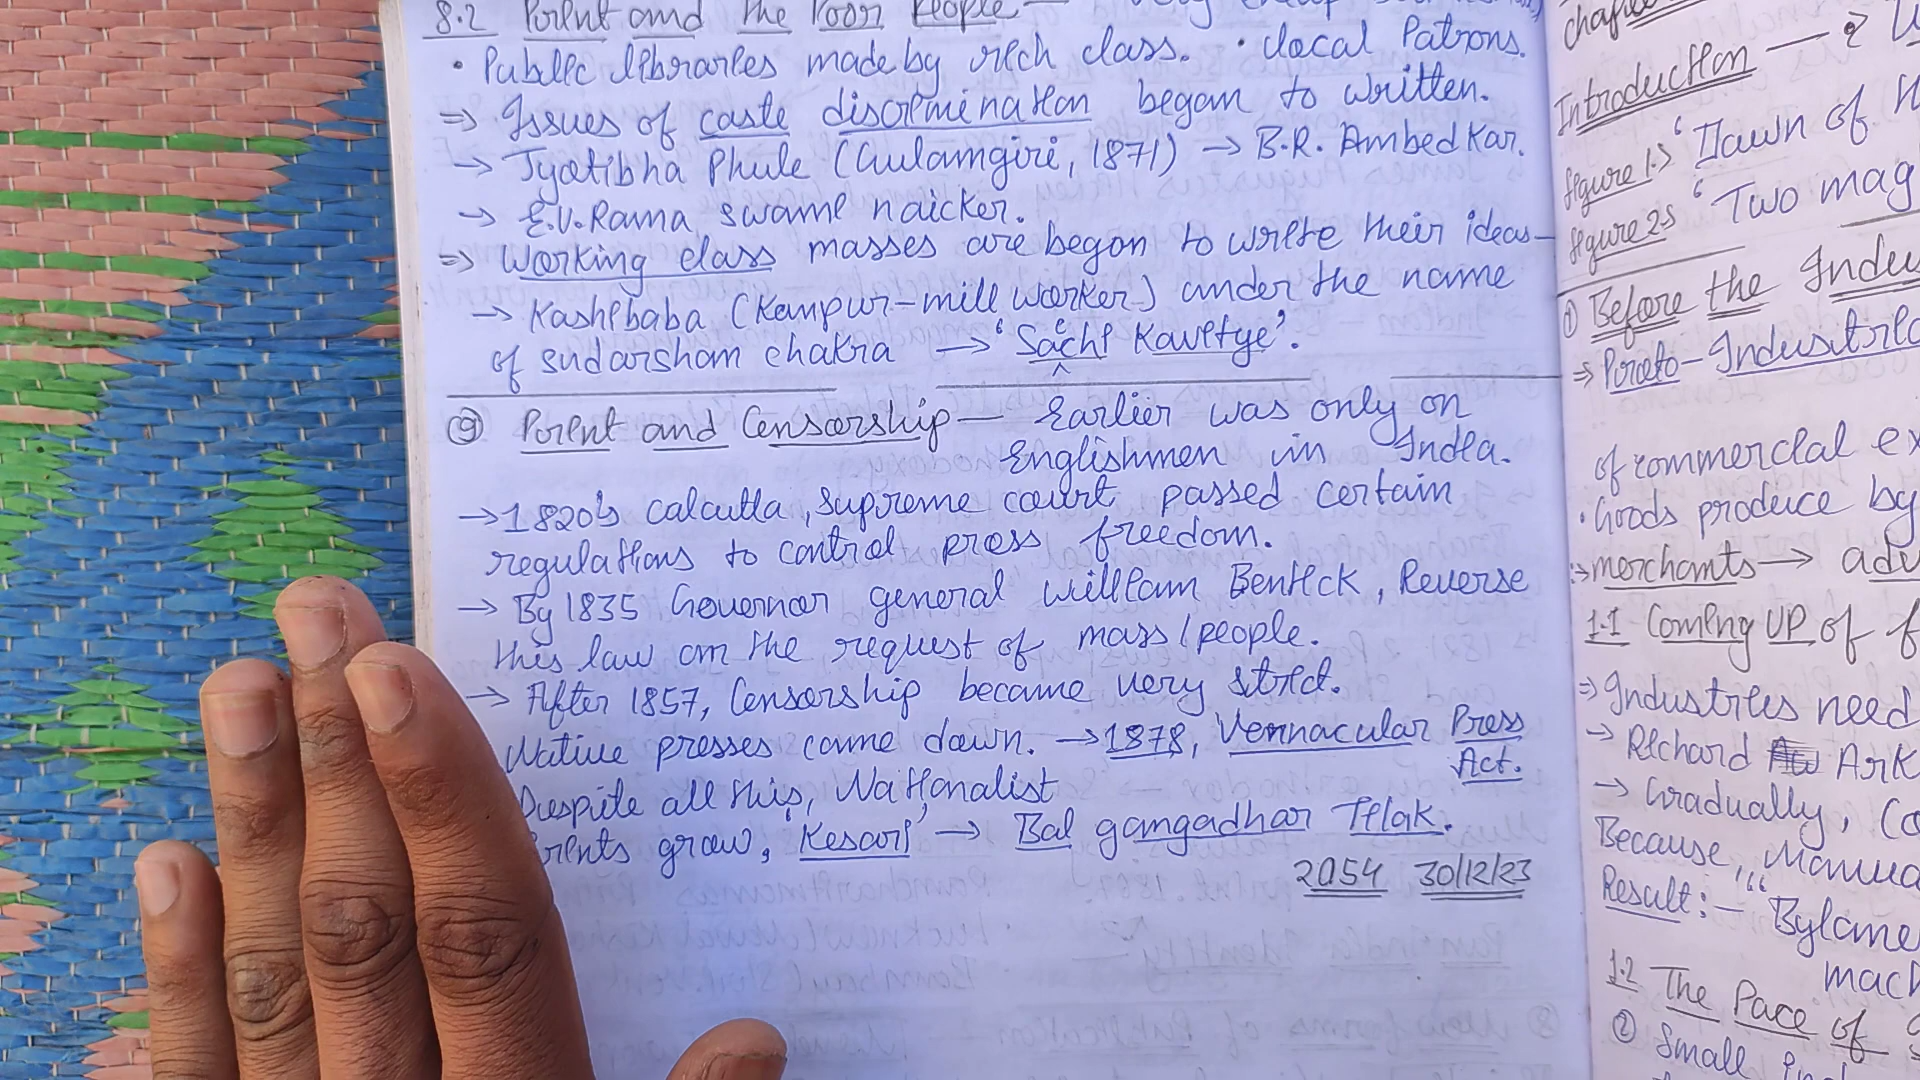 8.2 Print and The Poor People—
• Public libraries made by rich class. • Local Patrons.
⇒ Issues of caste discrimination began to written.
→ Jyotibha Phule (Gulamgiri, 1871) → B.R. Ambedkar.
→ E.V. Rama swami naicker.
⇒ Working class masses are began to write their ideas—
→ Kashibaba (Kanpur-mill worker) under the name
of sudarshan chakra → 'Sachi Kavitye'.
⑨ Print and Censorship— Earlier was only on
Englishmen in India.
→ 1820's calcutta, supreme court passed certain
regulations to control press freedom.
→ By 1835 Governor general William Bentick, Reverse
this law on the request of mass/people.
→ After 1857, Censorship became very strict.
Native presses came down. → 1878, Vernacular Press
Act.
Despite all this, Nationalist
Prints grow, 'Kesari' → Bal gangadhar Tilak.
2054 30/12/23
Introduction —
figure 1:> 'Dawn of
figure 2:> 'Two mag
① Before the Indu
⇒ Proto-Industria
of commercial ex
• Goods produce by
⇒ merchants → adv
1.1 Coming UP of f
⇒ Industries need
→ Richard Ark
→ Gradually, Co
Because, Manua
Result:— "Bylane
mach
1.2 The Pace of
② Small ind